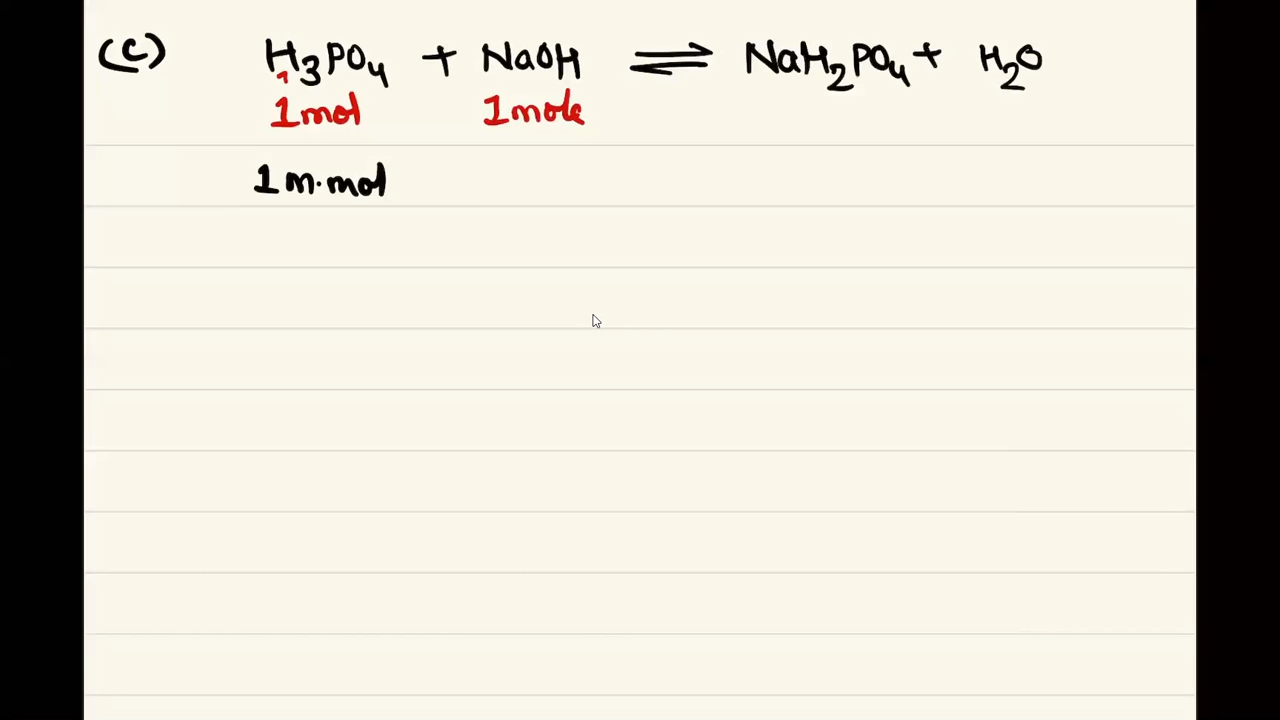 (C) H₃PO₄ + NaOH ⇌ NaH₂PO₄ + H₂O
1mol 1mole
1m·mol